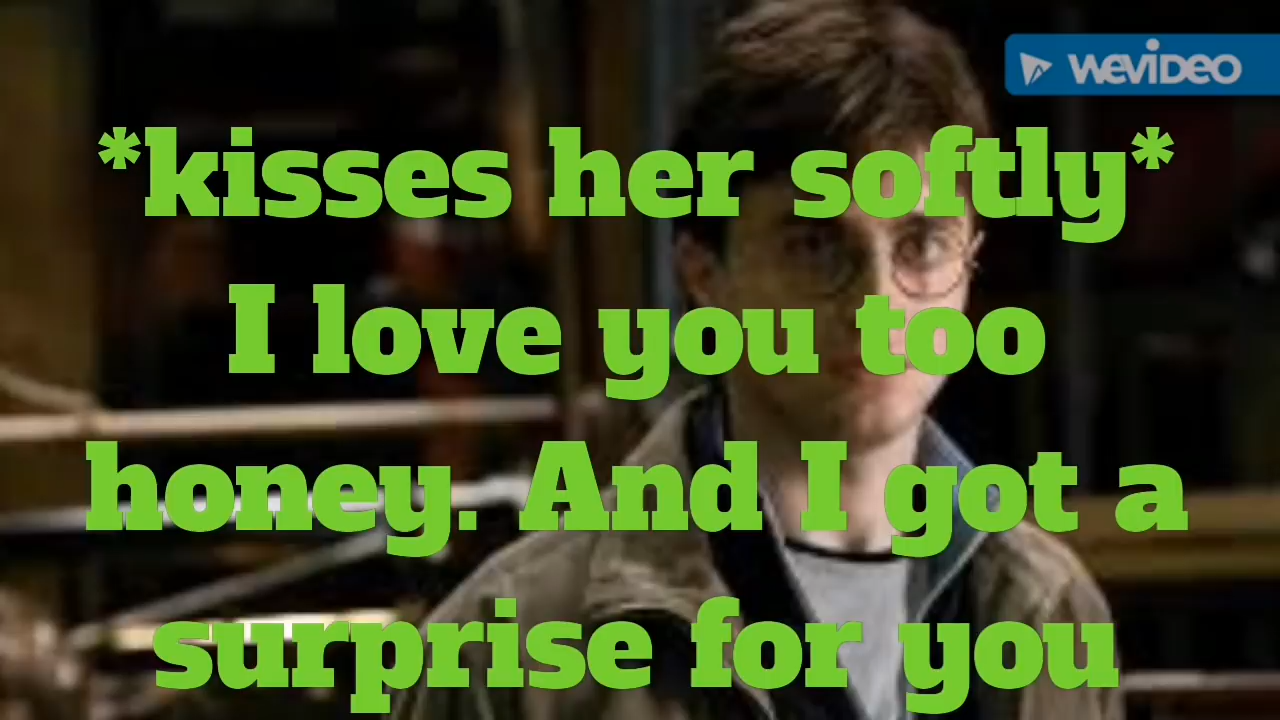 WEVIDEO
*kisses her softly*
I love you too
honey. And I got a
surprise for you